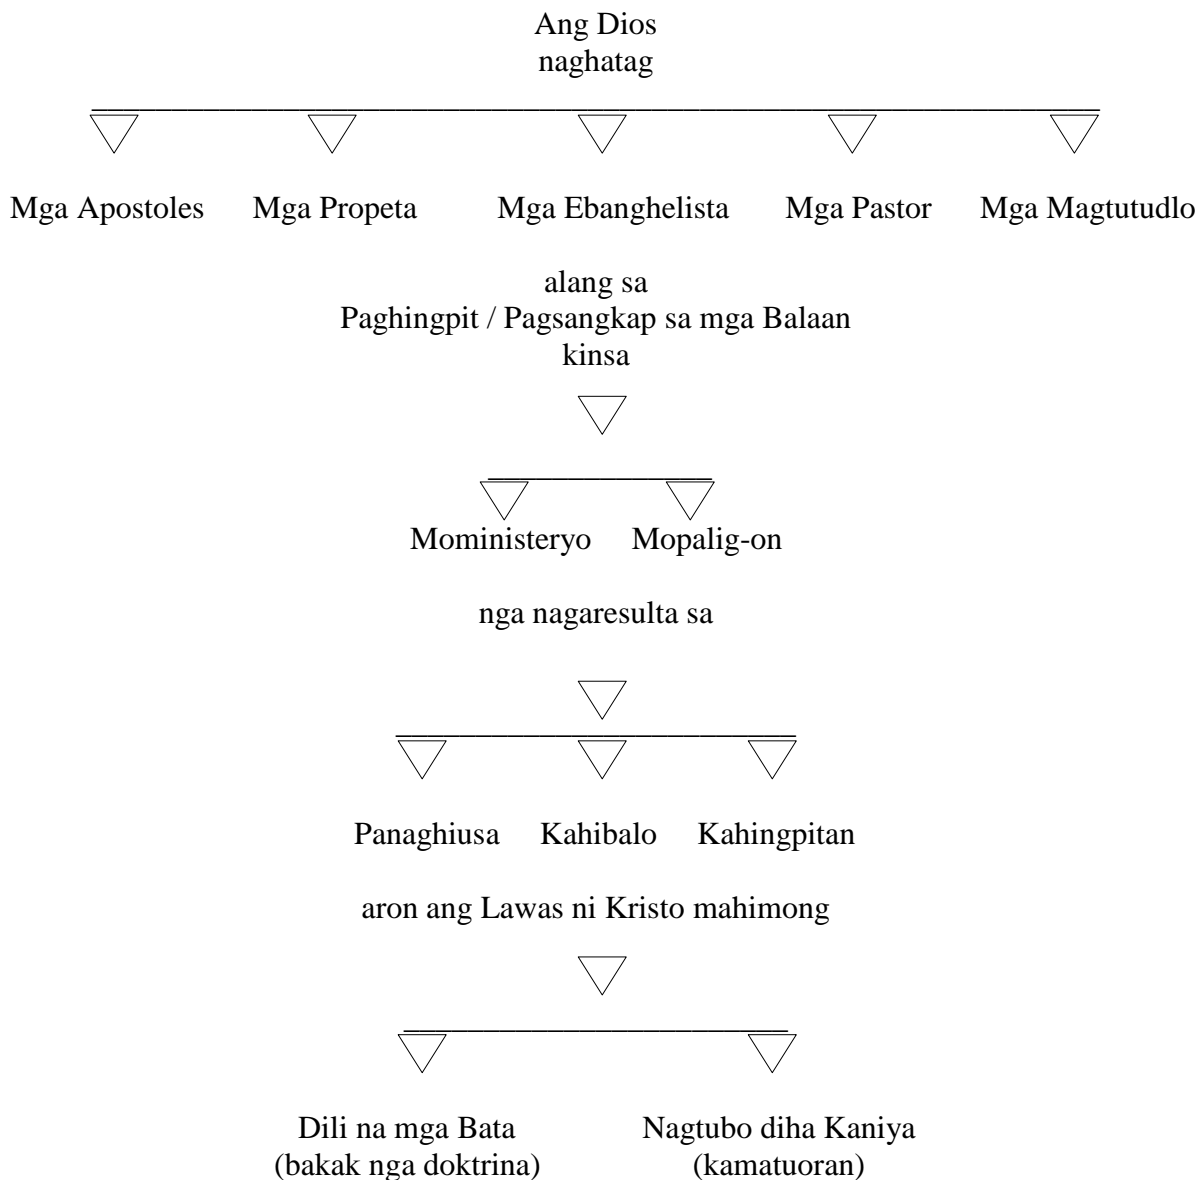 Ang Dios
naghatag
Mga Apostoles Mga Propeta Mga Ebanghelista Mga Pastor Mga Magtutudlo
alang sa
Paghingpit / Pagsangkap sa mga Balaan
kinsa
Moministeryo Mopalig-on
nga nagaresulta sa
Panaghiusa Kahibalo Kahingpitan
aron ang Lawas ni Kristo mahimong
Dili na mga Bata Nagtubo diha Kaniya
(bakak nga doktrina) (kamatuoran)